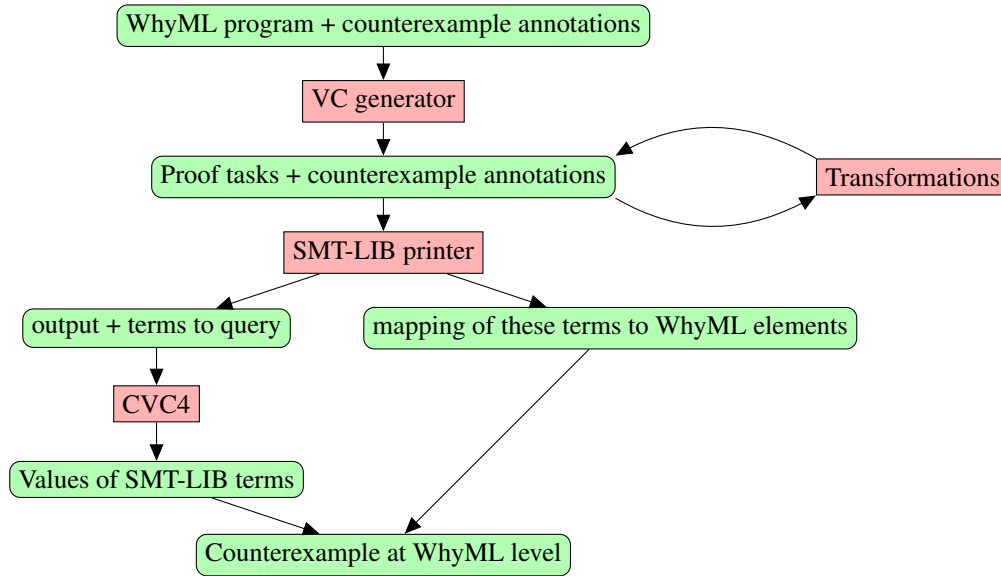 WhyML program + counterexample annotations
VC generator
Proof tasks + counterexample annotations
Transformations
SMT-LIB printer
output + terms to query
mapping of these terms to WhyML elements
CVC4
Values of SMT-LIB terms
Counterexample at WhyML level